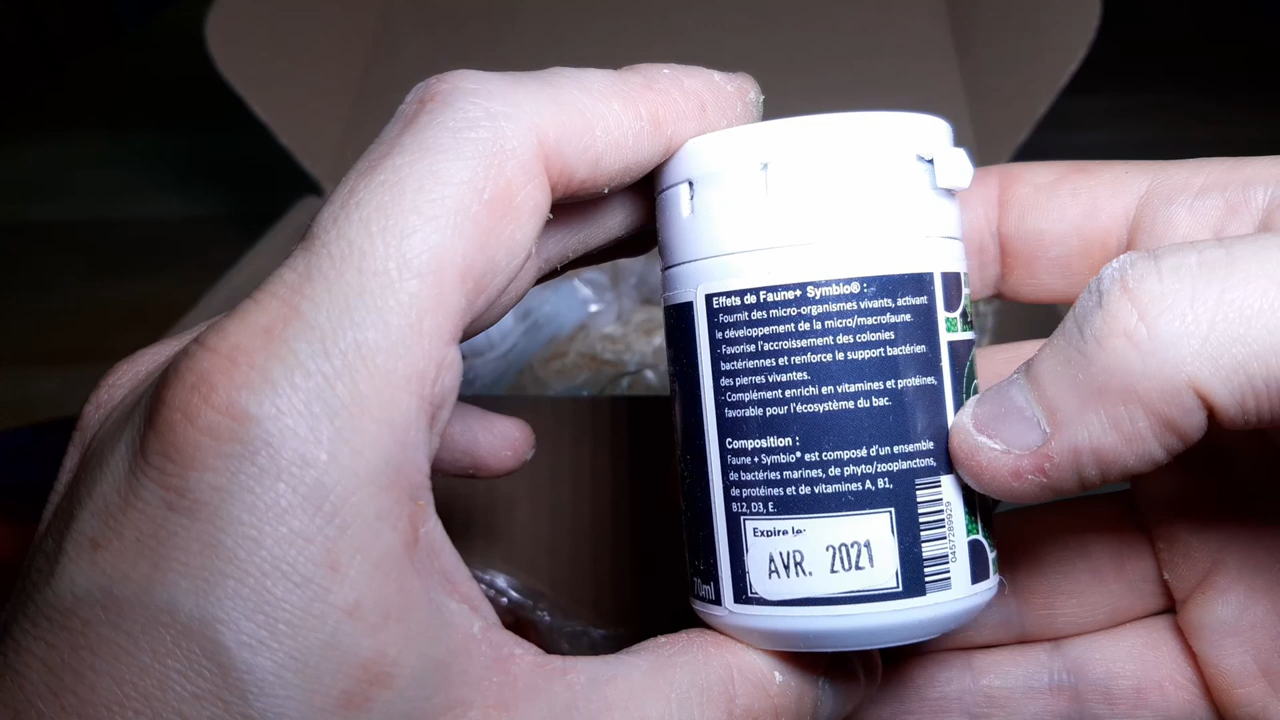 Effets de Faune+ Symbio® :
- Fournit des micro-organismes vivants, activant
le développement de la micro/macrofaune.
- Favorise l'accroissement des colonies
bactériennes et renforce le support bactérien
des pierres vivantes.
- Complément enrichi en vitamines et protéines,
favorable pour l'écosystème du bac.
Composition :
Faune + Symbio® est composé d'un ensemble
de bactéries marines, de phyto/zooplanctons,
de protéines et de vitamines A, B1,
B12, D3, E.
Expire le:
AVR. 2021
70ml
0457289929